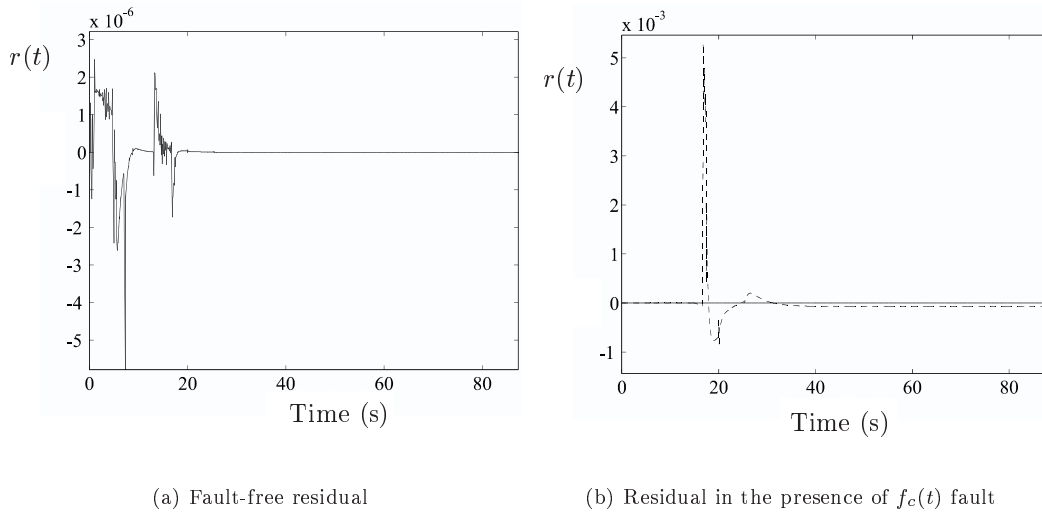 x 10⁻⁶
r(t)
3
2
1
0
-1
-2
-3
-4
-5
0 20 40 60 80
Time (s)
(a) Fault-free residual
x 10⁻³
r(t)
5
4
3
2
1
0
-1
0 20 40 60 80
Time (s)
(b) Residual in the presence of f_c(t) fault